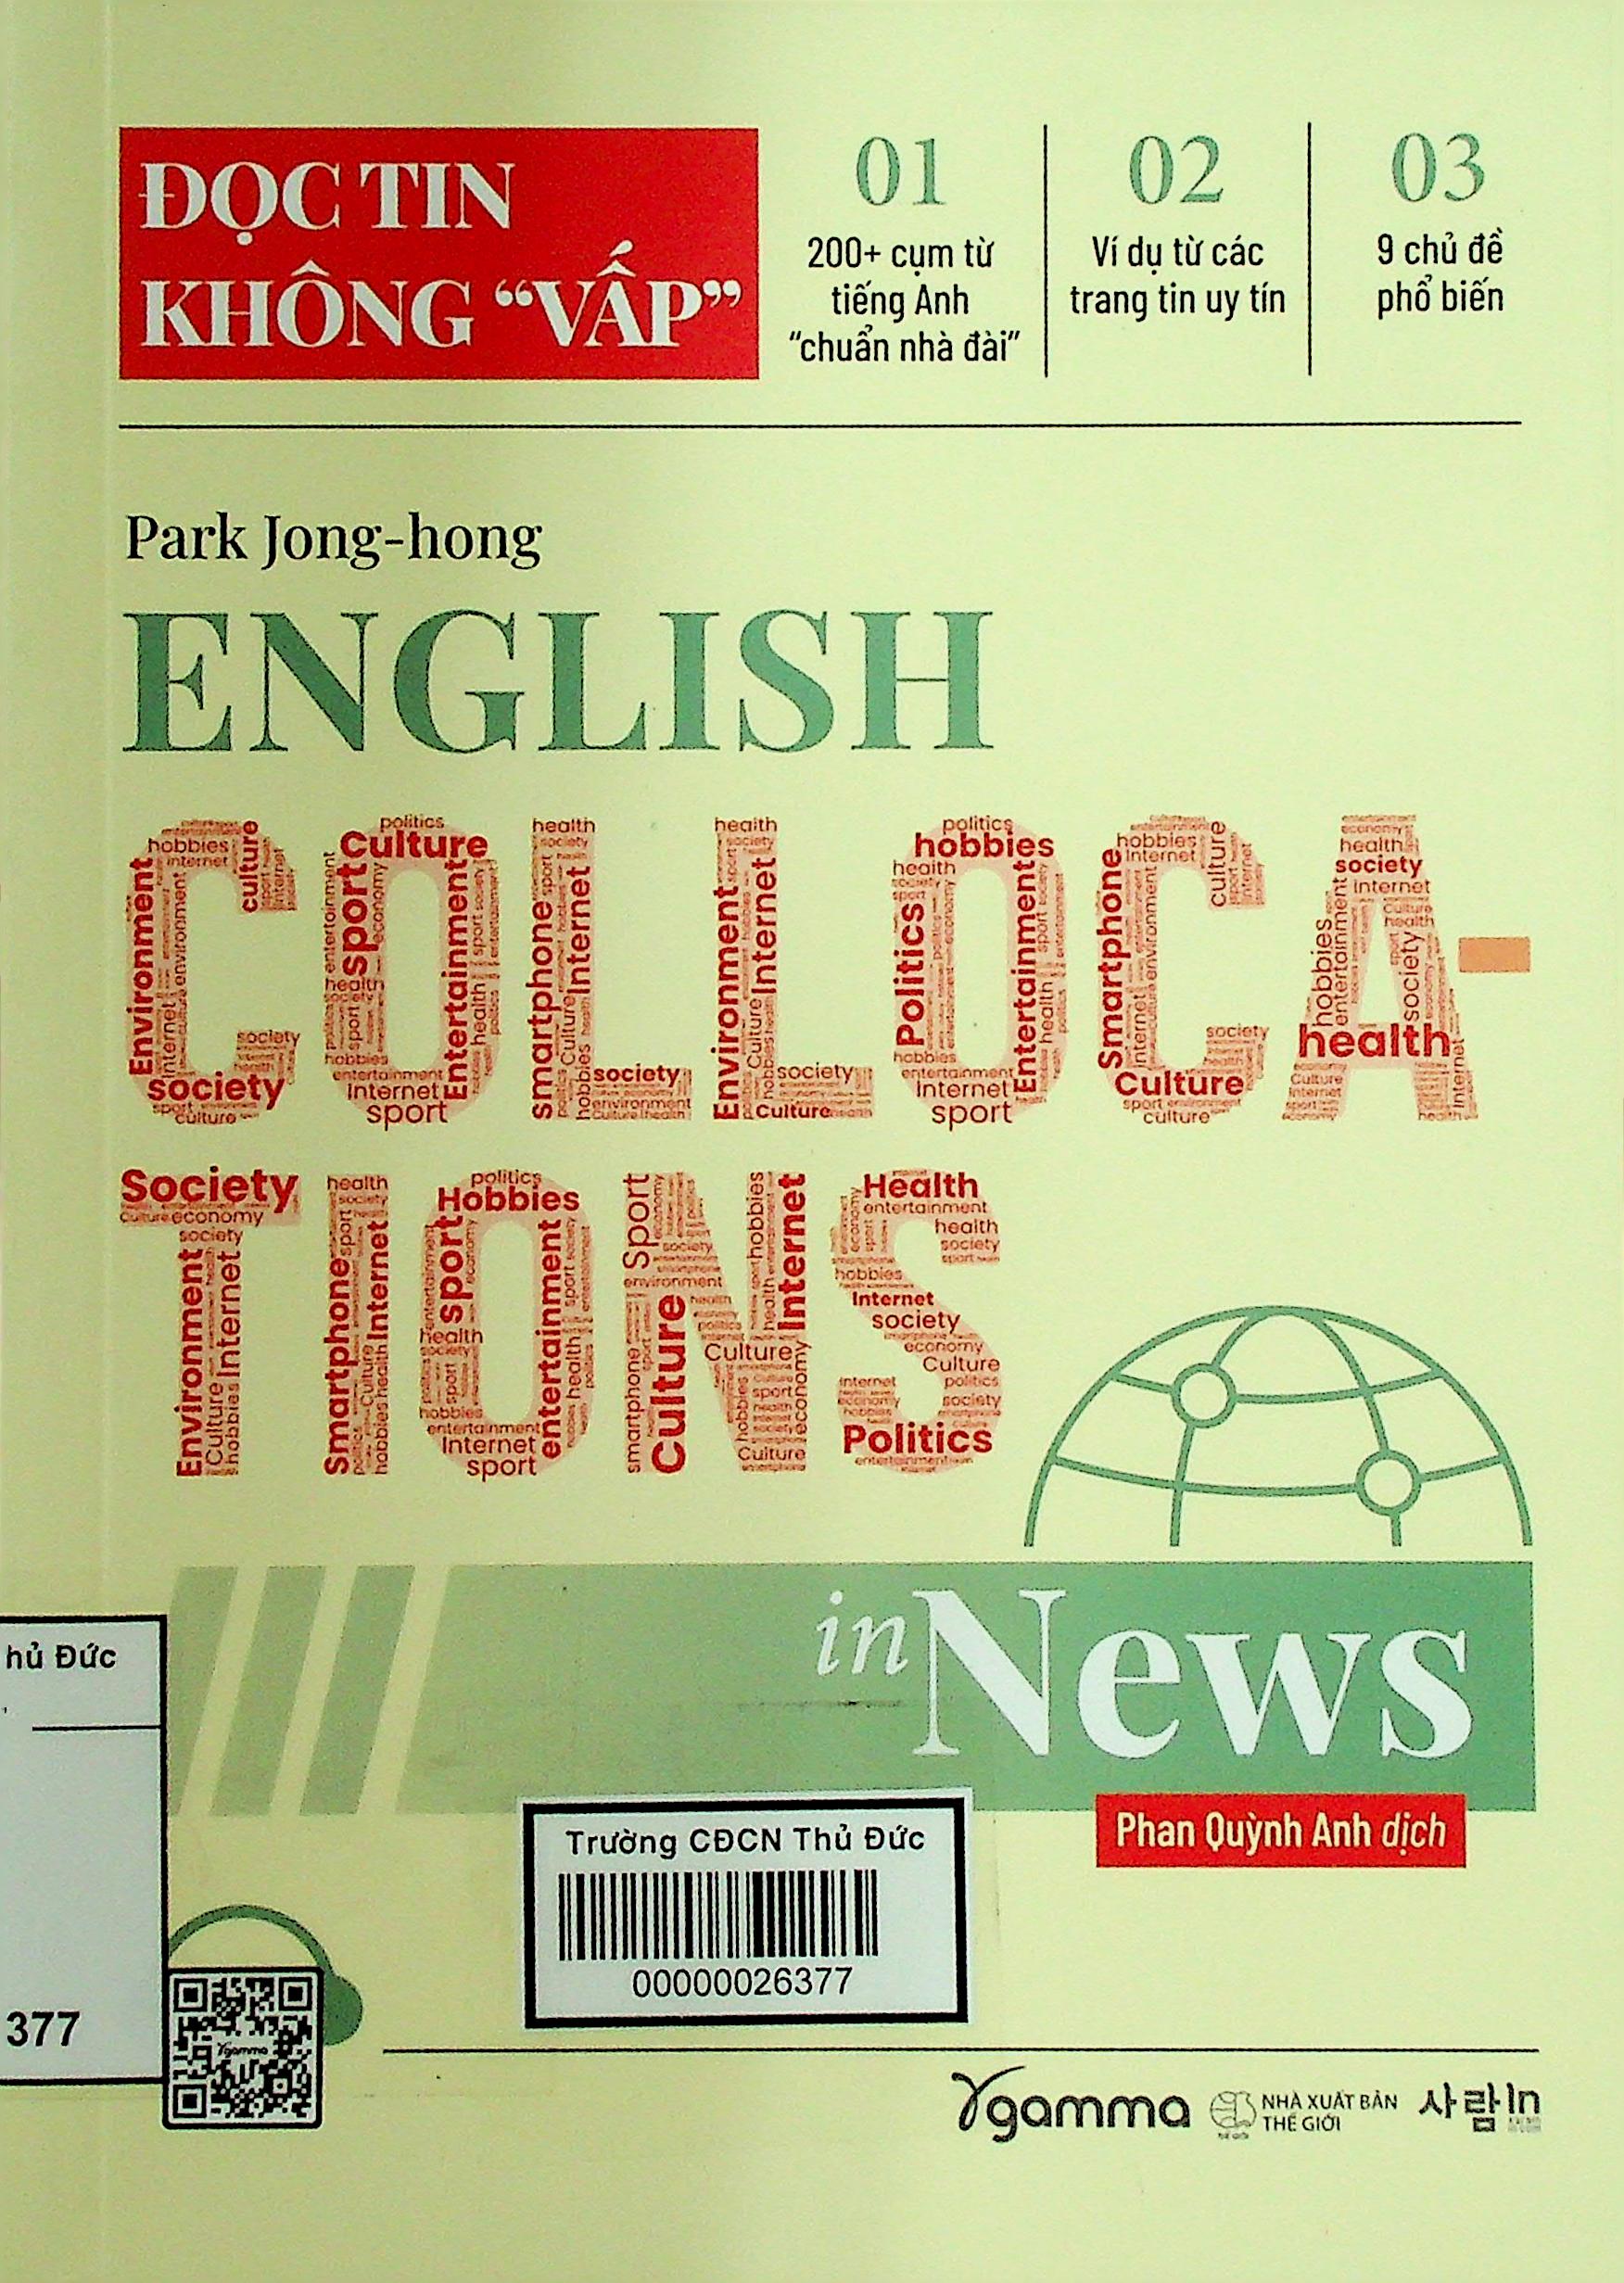 ĐỌC TIN
KHÔNG “VẤP”
01
200+ cụm từ
tiếng Anh
“chuẩn nhà đài”
02
Ví dụ từ các
trang tin uy tín
03
9 chủ đề
phổ biến
Park Jong-hong
ENGLISH
COLLOCA-
TIONS
in News
Phan Quỳnh Anh dịch
hủ Đức
377
Trường CĐCN Thủ Đức
00000026377
gamma
NHÀ XUẤT BẢN
THẾ GIỚI
사람In